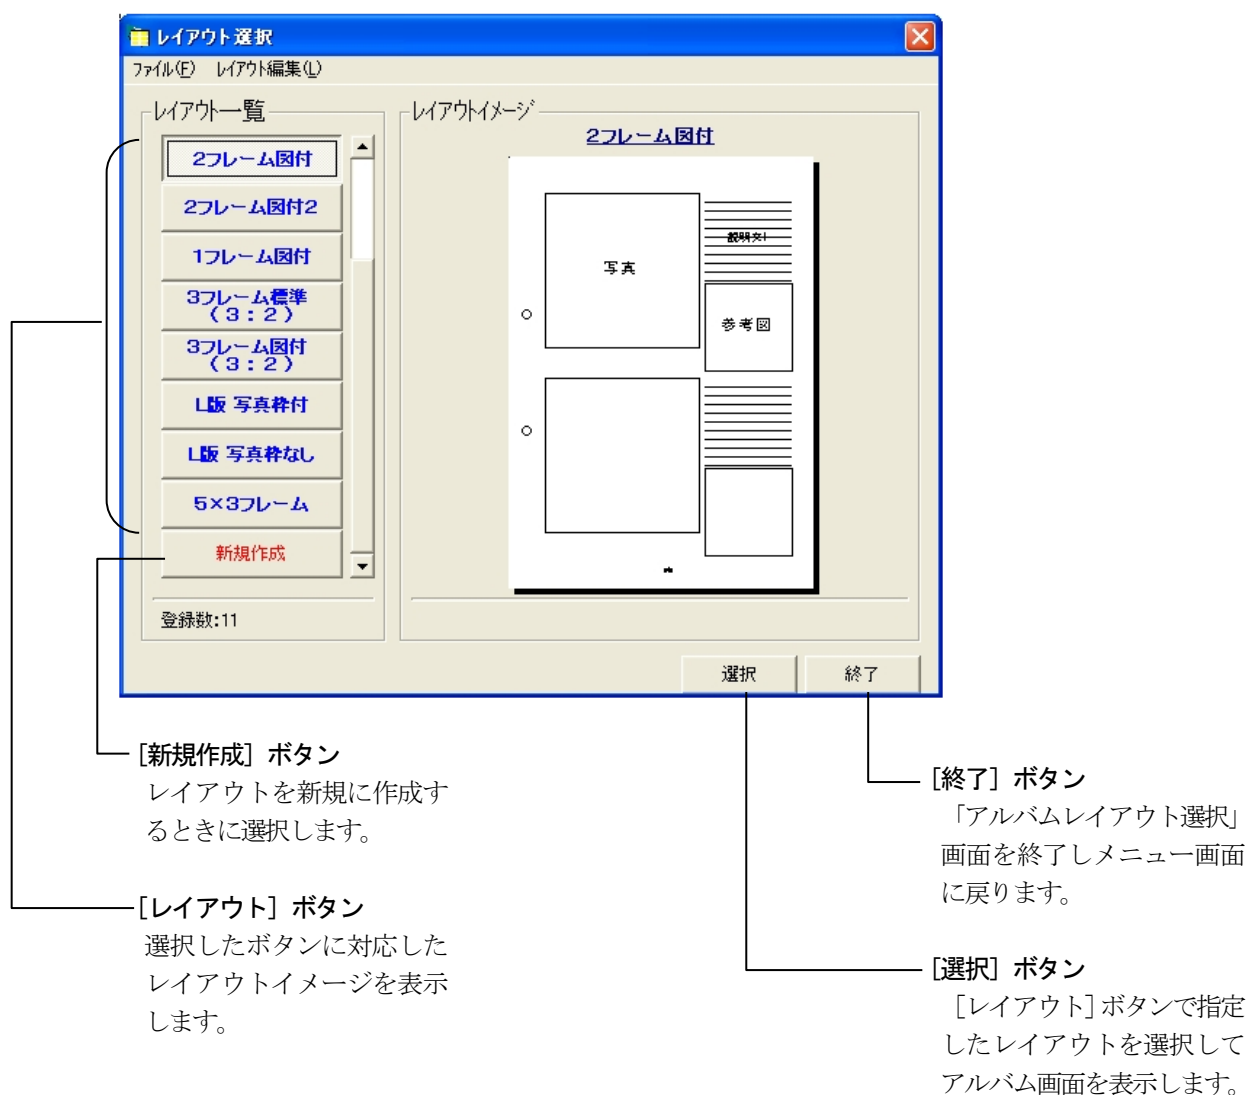 レイアウト選択
ファイル(F) レイアウト編集(L)
レイアウト一覧
2フレーム図付
2フレーム図付2
1フレーム図付
3フレーム標準
（3：2）
3フレーム図付
（3：2）
L版 写真枠付
L版 写真枠なし
5×3フレーム
新規作成
登録数:11
レイアウトイメージ
2フレーム図付
写真
説明文1
参考図
選択
終了
［新規作成］ボタン
レイアウトを新規に作成す
るときに選択します。
［レイアウト］ボタン
選択したボタンに対応した
レイアウトイメージを表示
します。
［終了］ボタン
「アルバムレイアウト選択」
画面を終了しメニュー画面
に戻ります。
［選択］ボタン
［レイアウト］ボタンで指定
したレイアウトを選択して
アルバム画面を表示します。